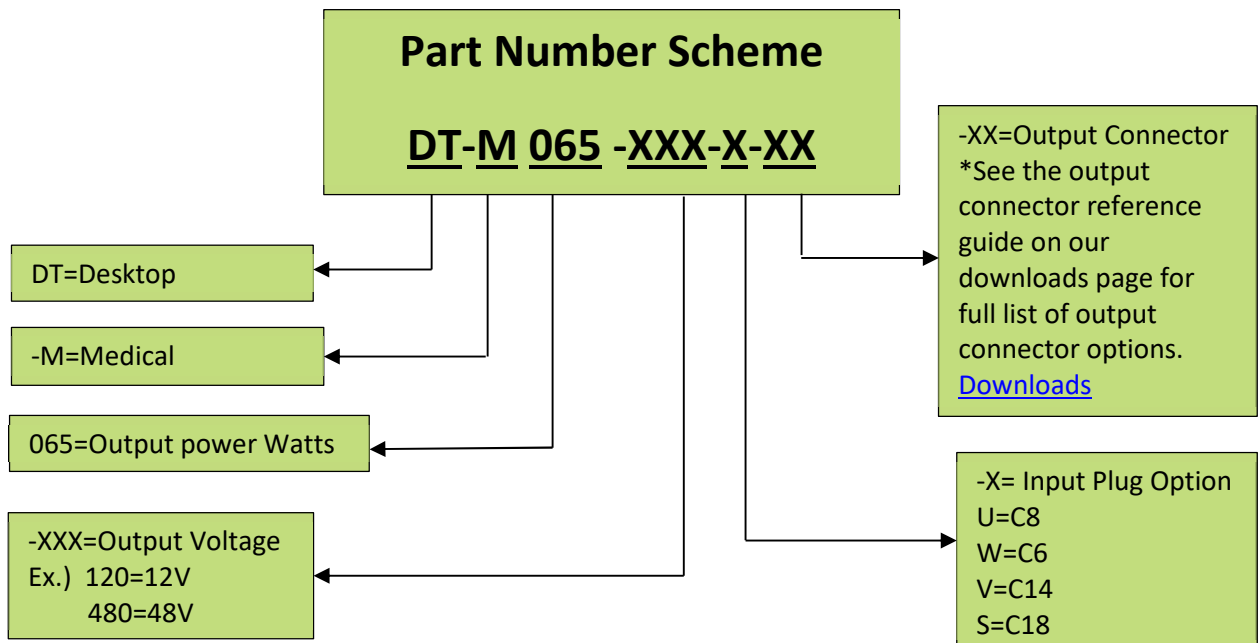 Part Number Scheme
DT-M 065 -XXX-X-XX
DT=Desktop
-M=Medical
065=Output power Watts
-XXX=Output Voltage
Ex.) 120=12V
480=48V
-XX=Output Connector
*See the output
connector reference
guide on our
downloads page for
full list of output
connector options.
Downloads
-X= Input Plug Option
U=C8
W=C6
V=C14
S=C18